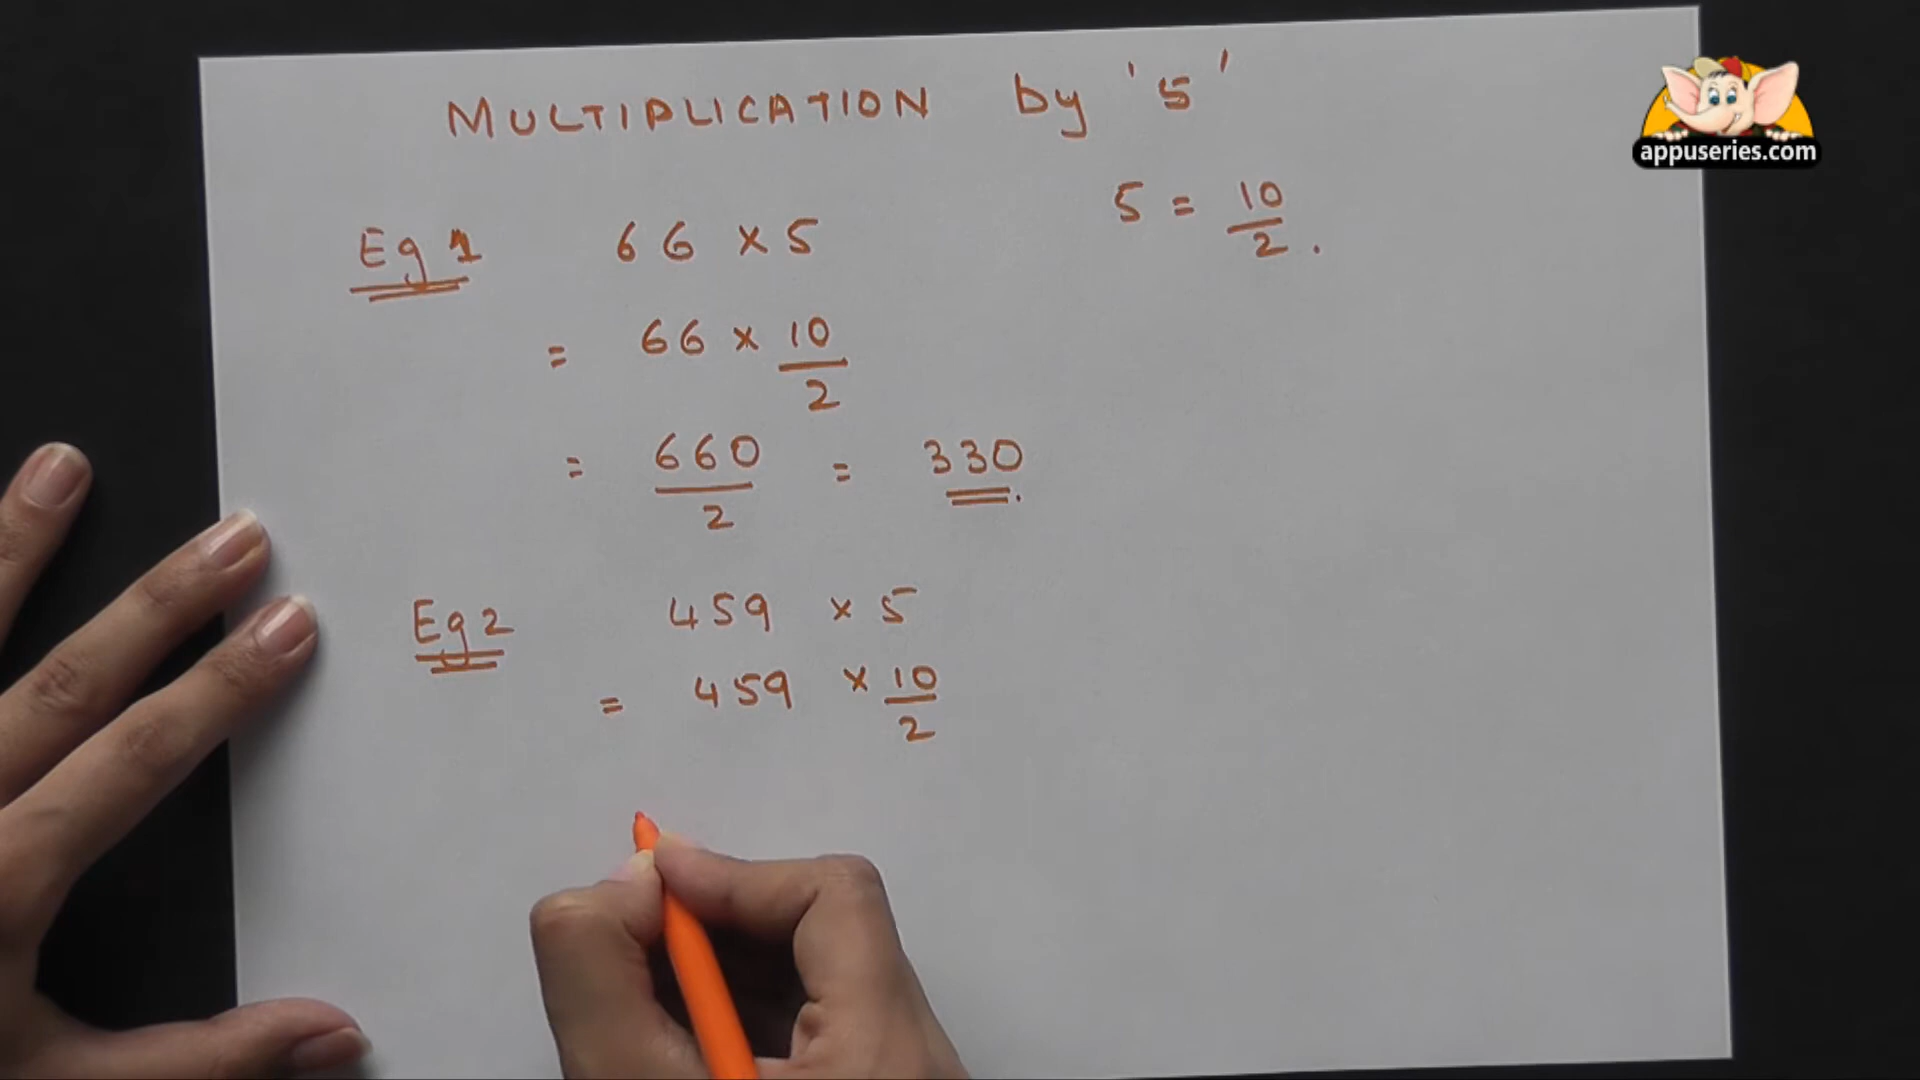 MULTIPLICATION by '5'
5 = 10/2.
Eg 1 66 × 5
= 66 × 10/2
= 660/2 = 330.
Eg 2 459 × 5
= 459 × 10/2
appuseries.com